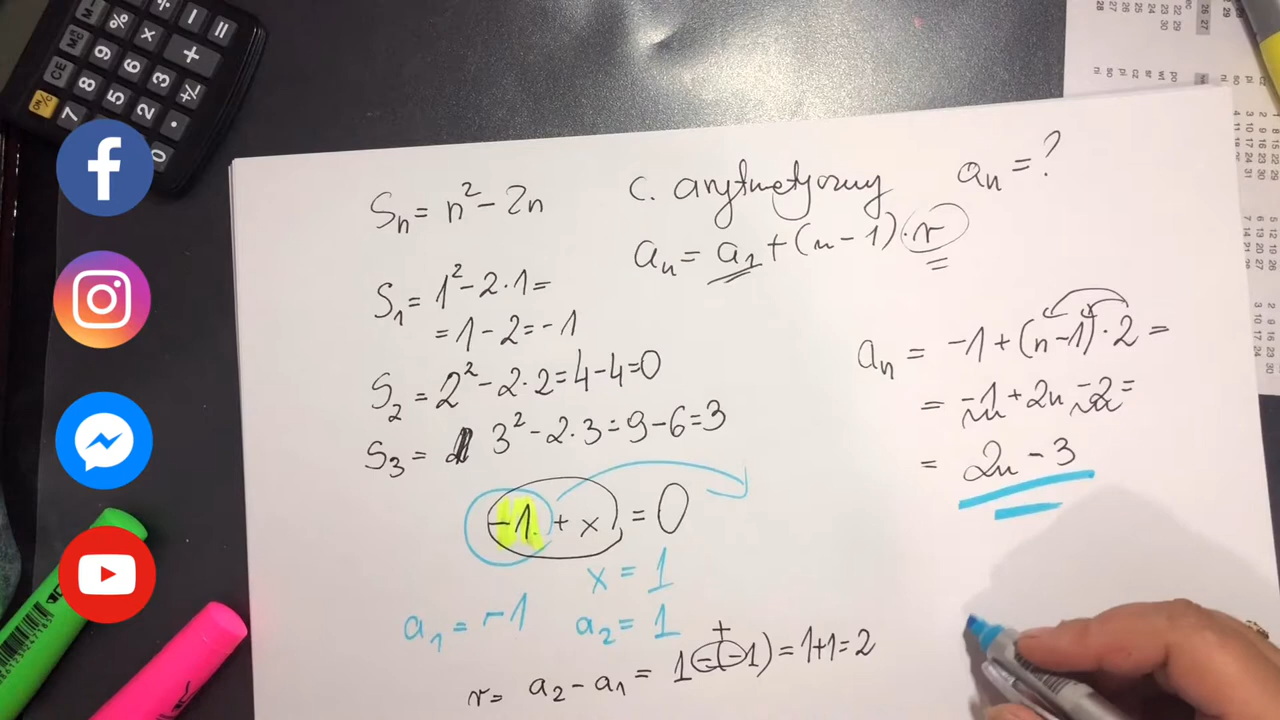 Sₙ = n² - 2n
c. arytmetyczny
aₙ = ?
aₙ = a₁ + (n - 1) · r
S₁ = 1² - 2 · 1 =
= 1 - 2 = -1
S₂ = 2² - 2 · 2 = 4 - 4 = 0
S₃ = 3² - 2 · 3 = 9 - 6 = 3
-1 + x = 0
x = 1
a₁ = -1
a₂ = 1
+
r = a₂ - a₁ = 1 - (-1) = 1 + 1 = 2
aₙ = -1 + (n - 1) · 2 =
= -1 + 2n - 2 =
= 2n - 3